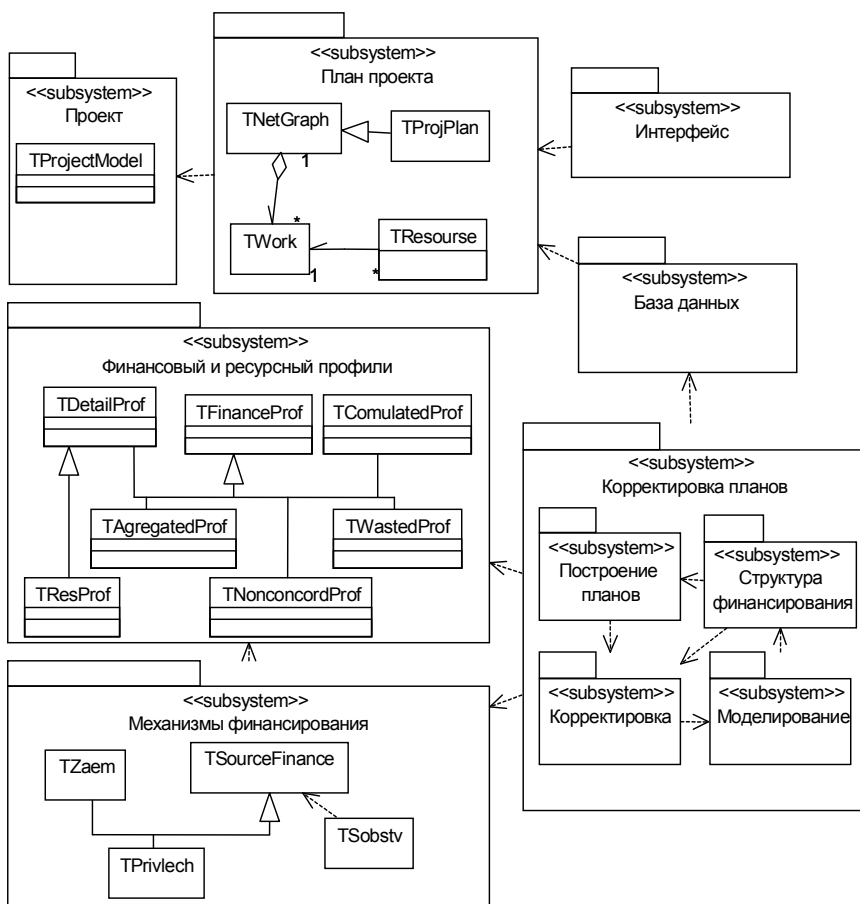 <<subsystem>>
Проект
TProjectModel
<<subsystem>>
План проекта
TNetGraph
TProjPlan
1
*
TWork
TResourse
1
*
<<subsystem>>
Интерфейс
<<subsystem>>
База данных
<<subsystem>>
Финансовый и ресурсный профили
TDetailProf
TFinanceProf
TComulatedProf
TAgregatedProf
TWastedProf
TResProf
TNonconcordProf
<<subsystem>>
Корректировка планов
<<subsystem>>
Построение
планов
<<subsystem>>
Структура
финансирования
<<subsystem>>
Корректировка
<<subsystem>>
Моделирование
<<subsystem>>
Механизмы финансирования
TZaem
TSourceFinance
TSobstv
TPrivlech